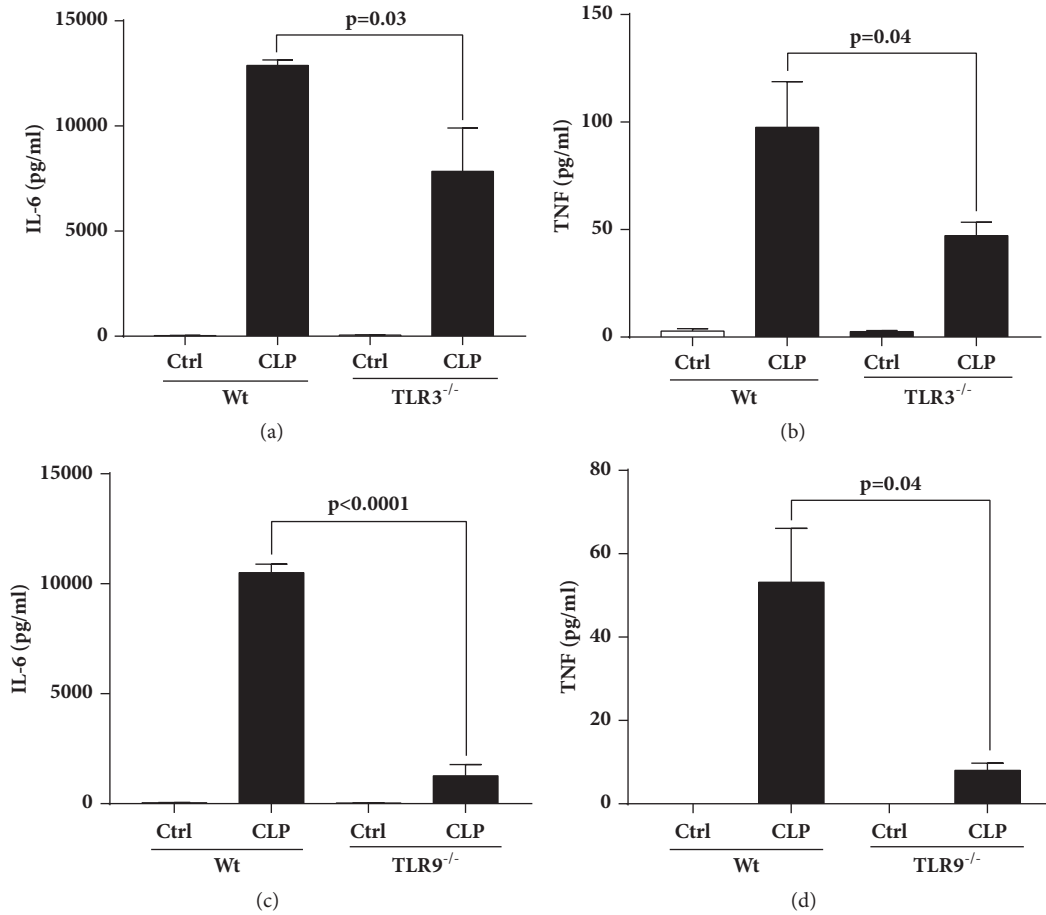 15000
10000
5000
0
IL-6 (pg/ml)
p=0.03
Ctrl CLP Ctrl CLP
Wt TLR3-/-
(a)
150
100
50
0
TNF (pg/ml)
p=0.04
Ctrl CLP Ctrl CLP
Wt TLR3-/-
(b)
15000
10000
5000
0
IL-6 (pg/ml)
p<0.0001
Ctrl CLP Ctrl CLP
Wt TLR9-/-
(c)
80
60
40
20
0
TNF (pg/ml)
p=0.04
Ctrl CLP Ctrl CLP
Wt TLR9-/-
(d)